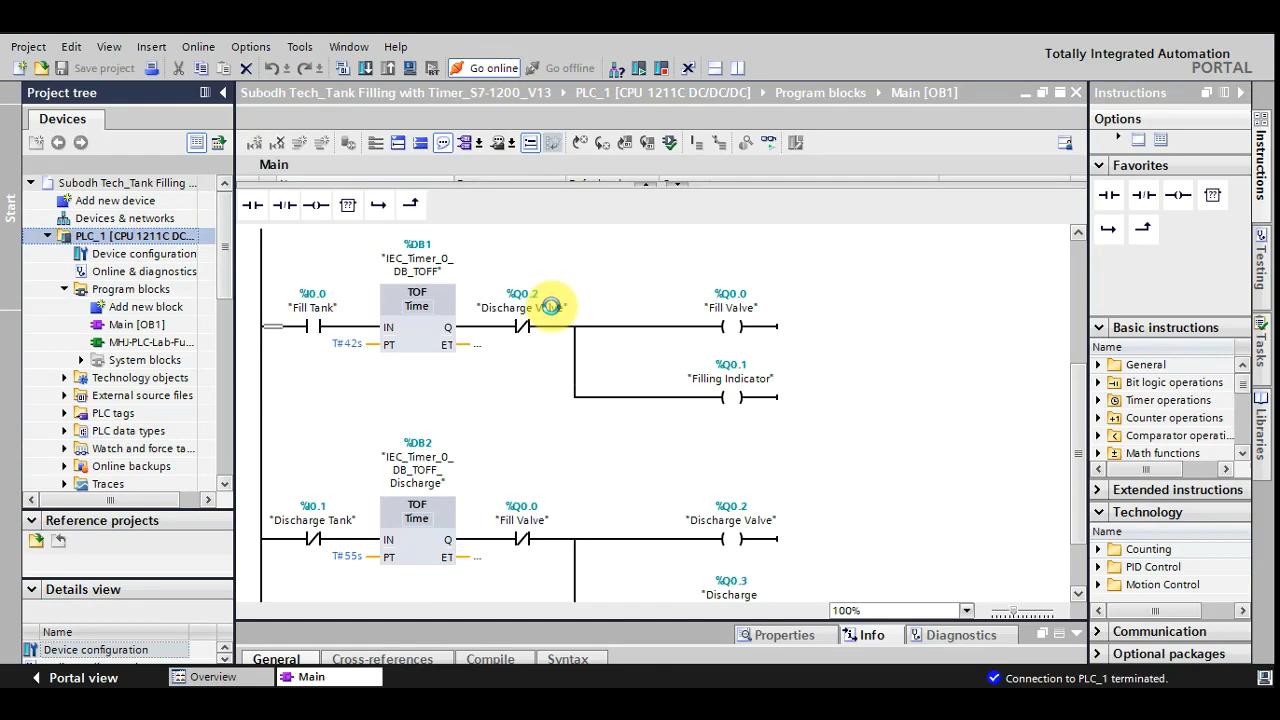 Project Edit View Insert Online Options Tools Window Help
Totally Integrated Automation
PORTAL
Save project
Go online
Go offline
Project tree
Devices
Start
Subodh Tech_Tank Filling ...
Add new device
Devices & networks
PLC_1 [CPU 1211C DC...
Device configuration
Online & diagnostics
Program blocks
Add new block
Main [OB1]
MHJ-PLC-Lab-Fu...
System blocks
Technology objects
External source files
PLC tags
PLC data types
Watch and force ta...
Online backups
Traces
Reference projects
Details view
Name
Device configuration
Subodh Tech_Tank Filling with Timer_S7-1200_V13 PLC_1 [CPU 1211C DC/DC/DC] Program blocks Main [OB1]
Main
%DB1
"IEC_Timer_0_
DB_TOFF"
%I0.0
"Fill Tank"
TOF
Time
IN Q
T#42s PT ET ...
%Q0.2
%Q0.0
"Fill Valve"
%Q0.1
"Filling Indicator"
%DB2
"IEC_Timer_0_
DB_TOFF_
Discharge"
%I0.1
"Discharge Tank"
TOF
Time
IN Q
T#55s PT ET ...
%Q0.0
"Fill Valve"
%Q0.2
"Discharge Valve"
%Q0.3
"Discharge
100%
Properties Info Diagnostics
General Cross-references Compile Syntax
Instructions
Options
Favorites
Basic instructions
Name
General
Bit logic operations
Timer operations
Counter operations
Comparator operati...
Math functions
Extended instructions
Technology
Name
Counting
PID Control
Motion Control
Communication
Optional packages
Instructions
Testing
Tasks
Libraries
Portal view
Overview
Main
Connection to PLC_1 terminated.